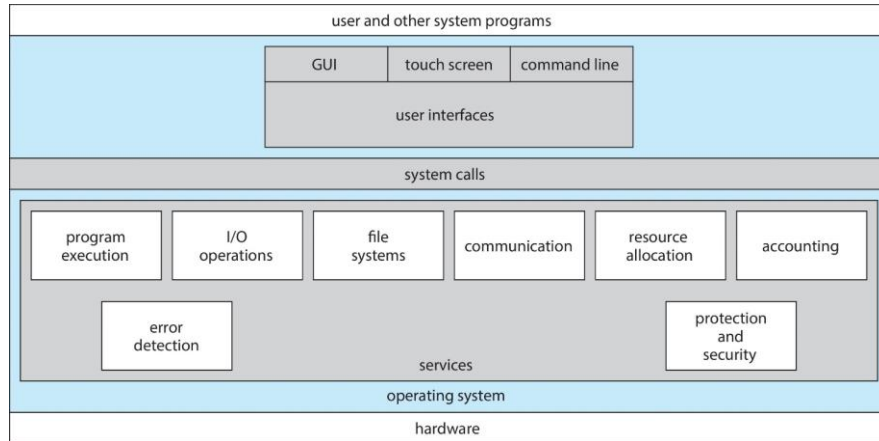 user and other system programs
GUI
touch screen
command line
user interfaces
system calls
program
execution
I/O
operations
file
systems
communication
resource
allocation
accounting
error
detection
protection
and
security
services
operating system
hardware